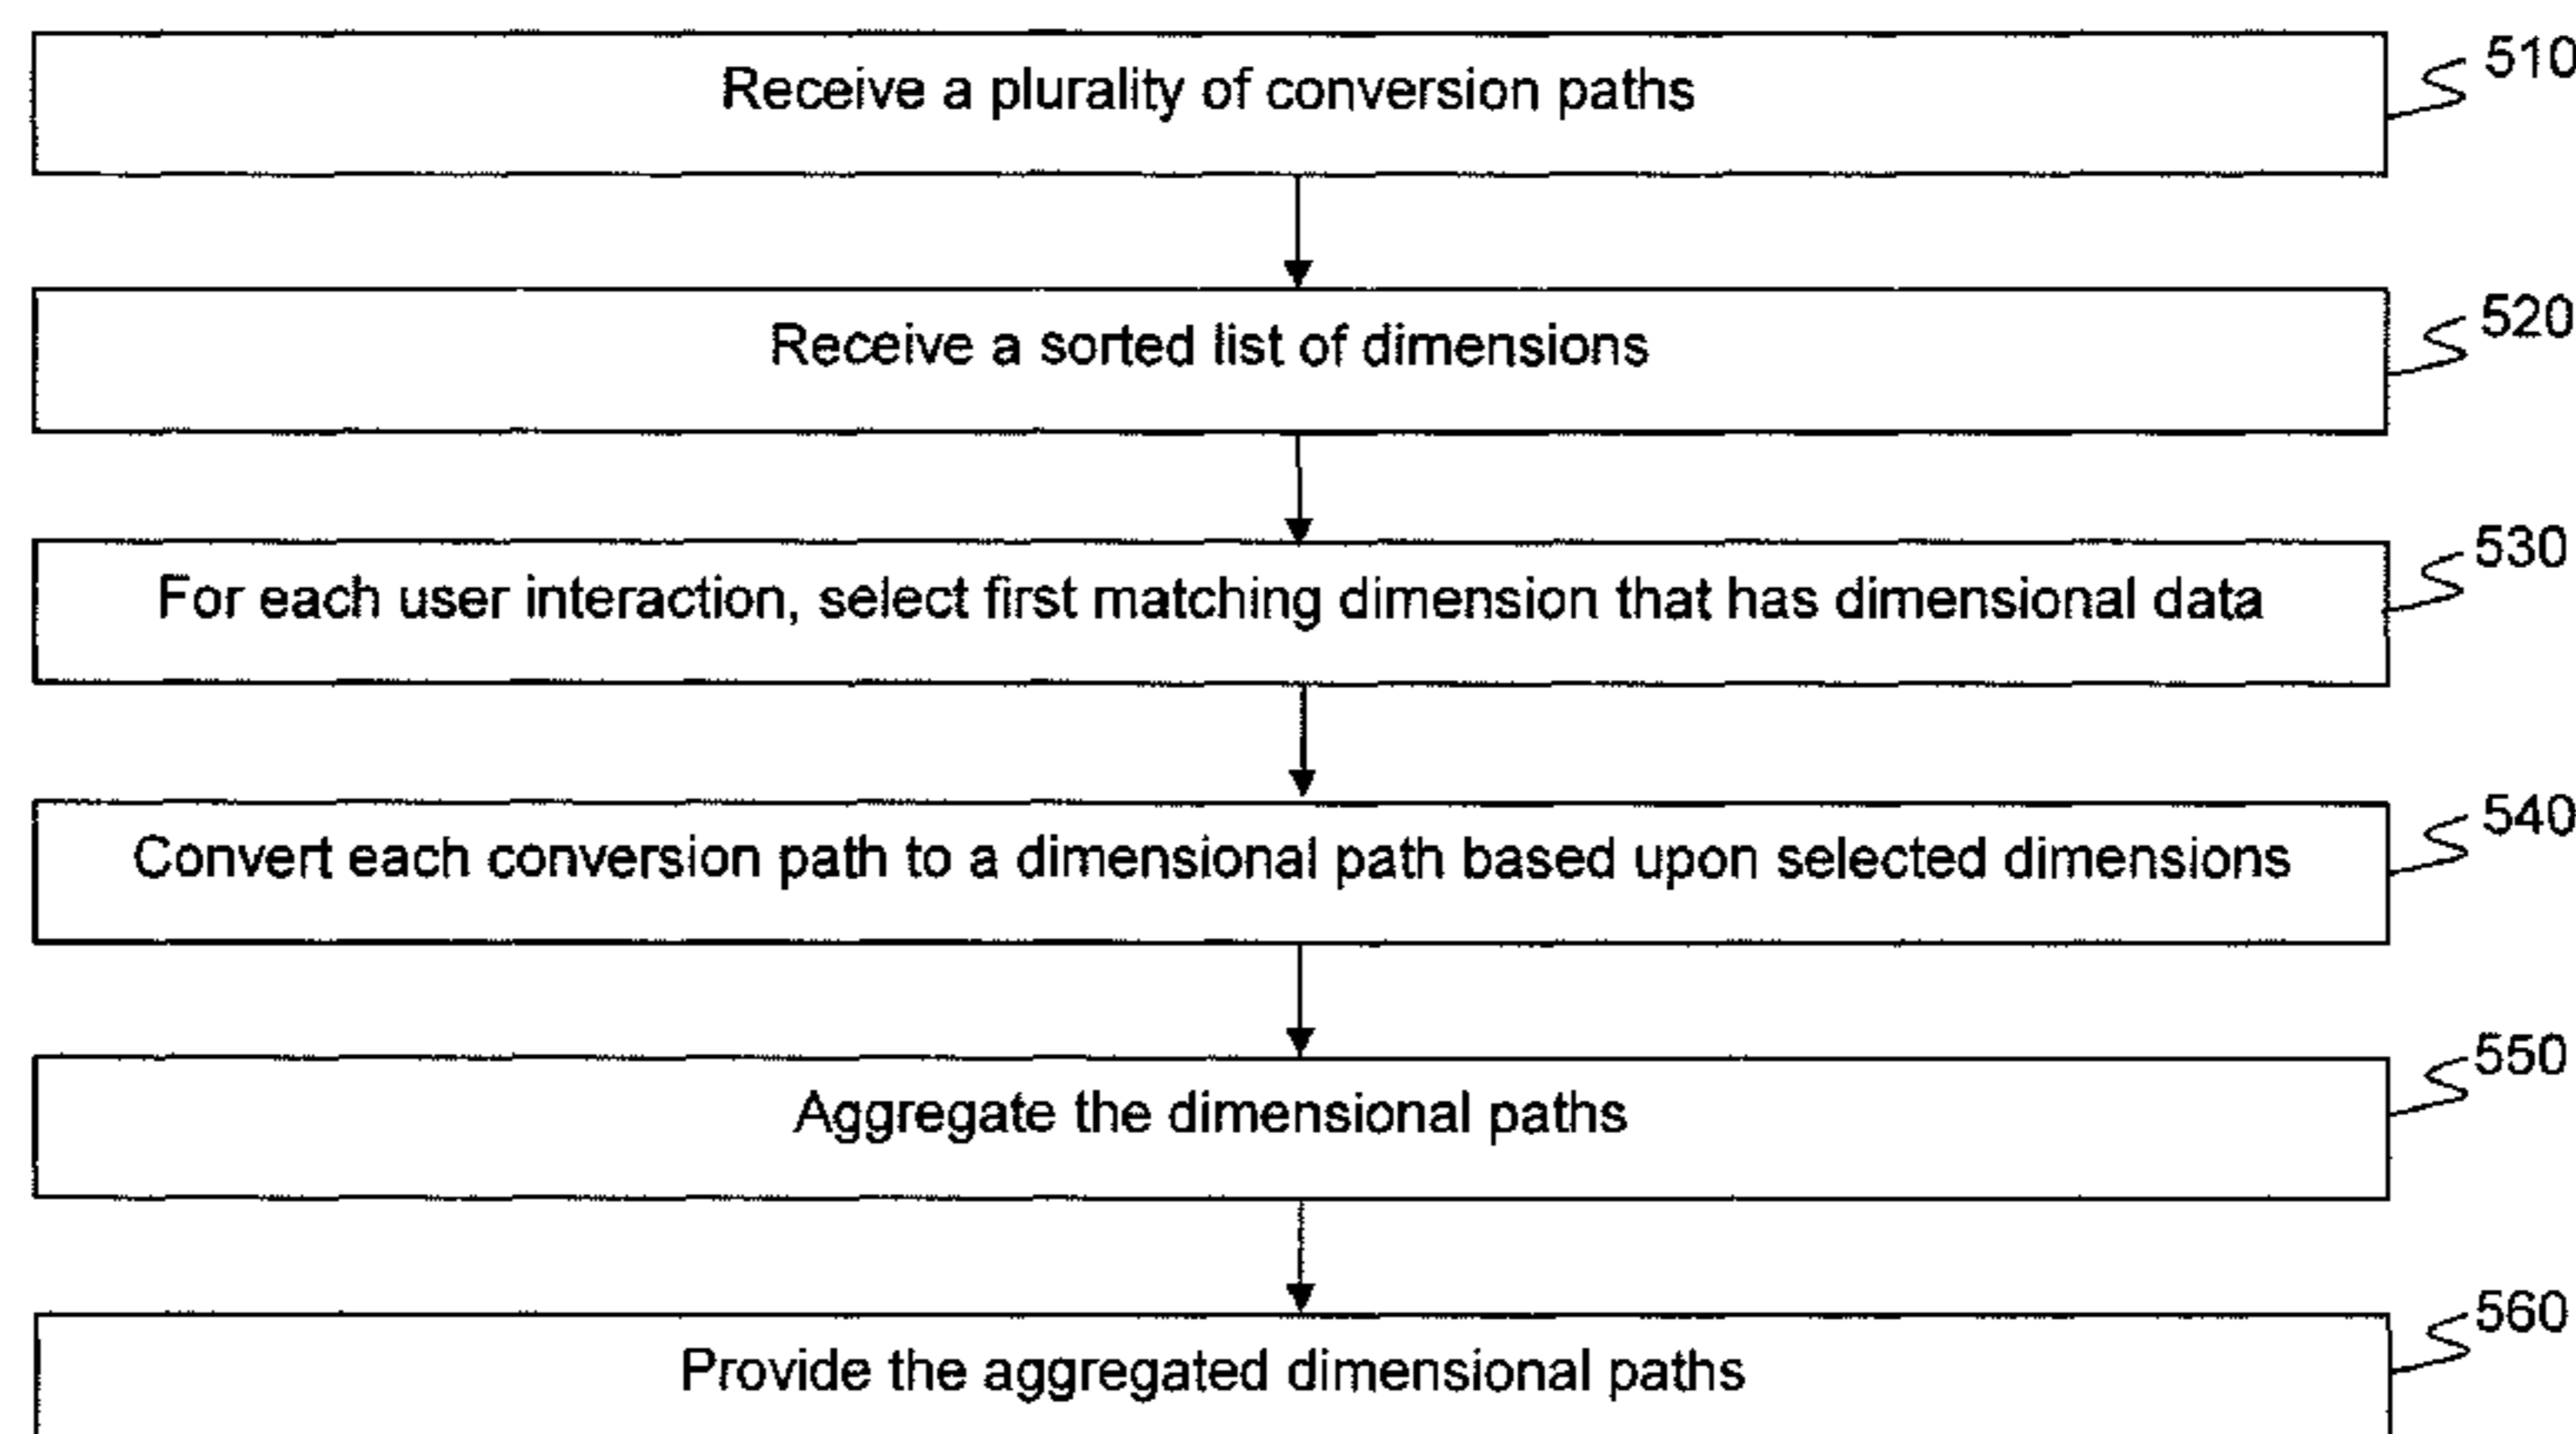 Receive a plurality of conversion paths
510
Receive a sorted list of dimensions
520
For each user interaction, select first matching dimension that has dimensional data
530
Convert each conversion path to a dimensional path based upon selected dimensions
540
Aggregate the dimensional paths
550
Provide the aggregated dimensional paths
560